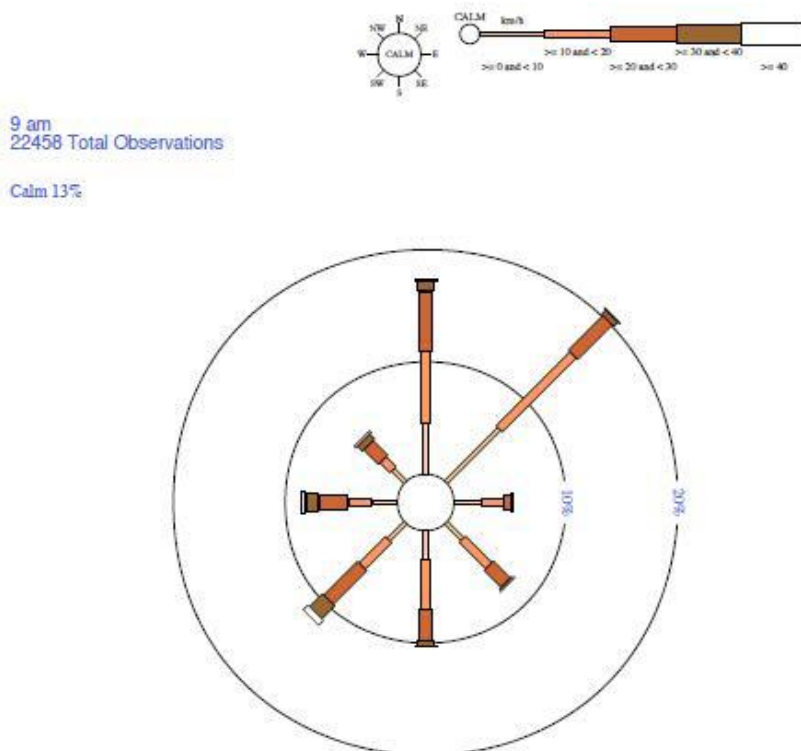 N
NW NE
W CALM E
SW SE
S
CALM km/h
>= 10 and < 20 >= 30 and < 40
>= 0 and < 10 >= 20 and < 30 >= 40
9 am
22458 Total Observations
Calm 13%
10% 20%